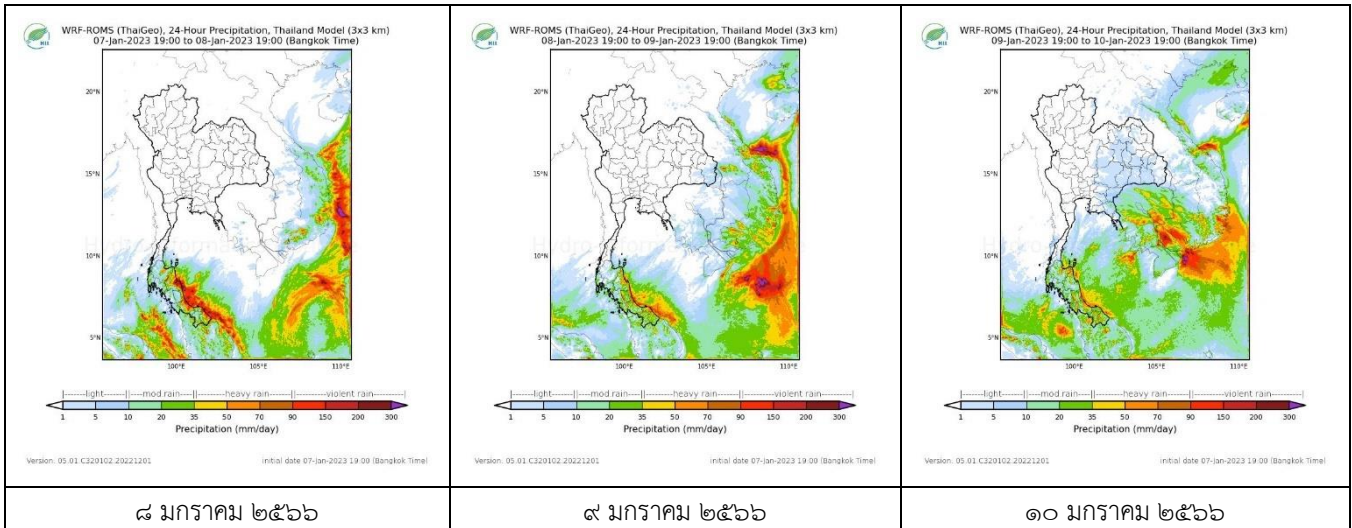 WRF-ROMS (ThaiGeo), 24-Hour Precipitation, Thailand Model (3x3 km)
07-Jan-2023 19:00 to 08-Jan-2023 19:00 (Bangkok Time)
HII
20°N
15°N
10°N
5°N
100°E 105°E 110°E
light mod rain heavy rain violent rain
1 5 10 20 35 50 70 90 150 200 300
Precipitation (mm/day)
Version: 05.01.C320102.20221201 initial date 07-Jan-2023 19:00 (Bangkok Time)
๘ มกราคม ๒๕๖๖
WRF-ROMS (ThaiGeo), 24-Hour Precipitation, Thailand Model (3x3 km)
08-Jan-2023 19:00 to 09-Jan-2023 19:00 (Bangkok Time)
HII
20°N
15°N
10°N
5°N
100°E 105°E 110°E
light mod rain heavy rain violent rain
1 5 10 20 35 50 70 90 150 200 300
Precipitation (mm/day)
Version: 05.01.C320102.20221201 initial date 07-Jan-2023 19:00 (Bangkok Time)
๙ มกราคม ๒๕๖๖
WRF-ROMS (ThaiGeo), 24-Hour Precipitation, Thailand Model (3x3 km)
09-Jan-2023 19:00 to 10-Jan-2023 19:00 (Bangkok Time)
HII
20°N
15°N
10°N
5°N
100°E 105°E 110°E
light mod rain heavy rain violent rain
1 5 10 20 35 50 70 90 150 200 300
Precipitation (mm/day)
Version: 05.01.C320102.20221201 initial date 07-Jan-2023 19:00 (Bangkok Time)
๑๐ มกราคม ๒๕๖๖